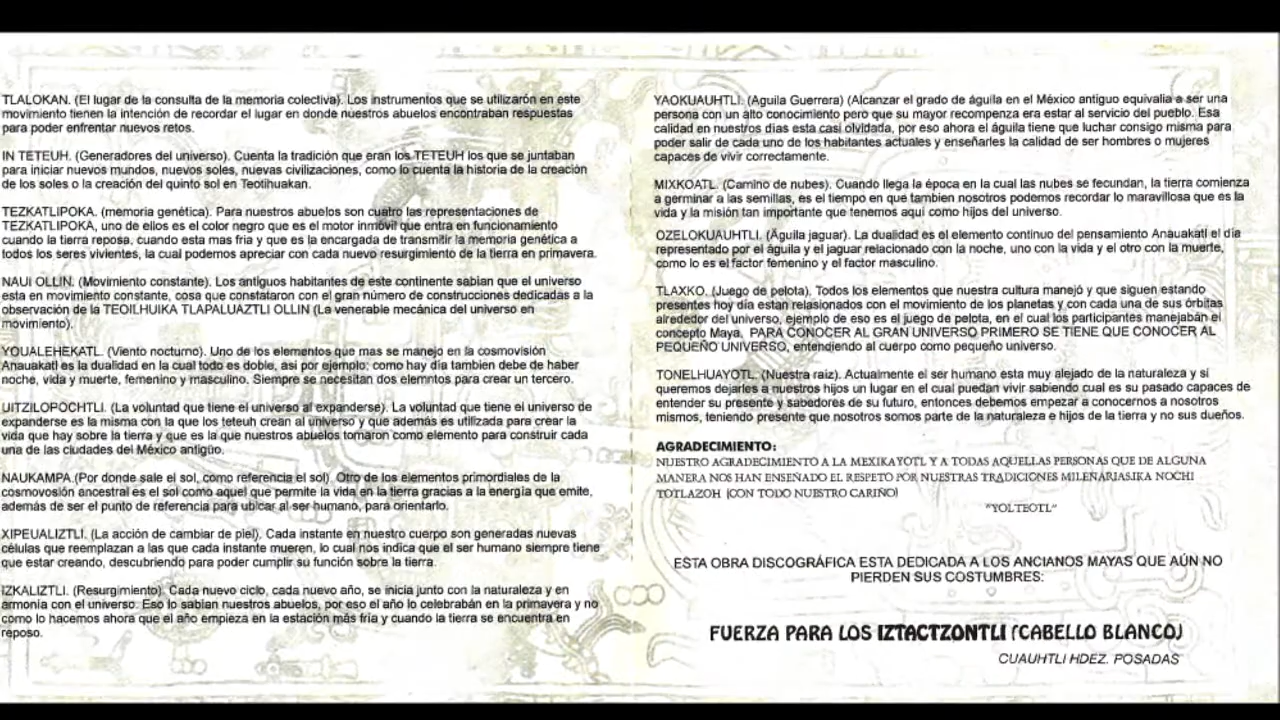 TLALOKAN. (El lugar de la consulta de la memoria colectiva). Los instrumentos que se utilizarón en este
movimiento tienen la intención de recordar el lugar en donde nuestros abuelos encontraban respuestas
para poder enfrentar nuevos retos.
IN TETEUH. (Generadores del universo). Cuenta la tradición que eran los TETEUH los que se juntaban
para iniciar nuevos mundos, nuevos soles, nuevas civilizaciones, como lo cuenta la historia de la creación
de los soles o la creación del quinto sol en Teotihuakan.
TEZKATLIPOKA. (memoria genética). Para nuestros abuelos son cuatro las representaciones de
TEZKATLIPOKA, uno de ellos es el color negro que es el motor inmóvil que entra en funcionamiento
cuando la tierra reposa, cuando esta mas fria y que es la encargada de transmitir la memoria genética a
todos los seres vivientes, la cual podemos apreciar con cada nuevo resurgimiento de la tierra en primavera.
NAUI OLLIN. (Movimiento constante). Los antiguos habitantes de este continente sabian que el universo
esta en movimiento constante, cosa que constataron con el gran número de construcciones dedicadas a la
observación de la TEOILHUIKA TLAPALUAZTLI OLLIN (La venerable mecánica del universo en
movimiento).
YOUALEHEKATL. (Viento nocturno). Uno de los elementos que mas se manejo en la cosmovisión
Anauakatl es la dualidad en la cual todo es doble, asi por ejemplo; como hay día tambien debe de haber
noche, vida y muerte, femenino y masculino. Siempre se necesitan dos elemntos para crear un tercero.
UITZILOPOCHTLI. (La voluntad que tiene el universo al expanderse). La voluntad que tiene el universo de
expanderse es la misma con la que los teteuh crean al universo y que además es utilizada para crear la
vida que hay sobre la tierra y que es la que nuestros abuelos tomaron como elemento para construir cada
una de las ciudades del México antigüo.
NAUKAMPA.(Por donde sale el sol, como referencia el sol). Otro de los elementos primordiales de la
cosmovosión ancestral es el sol como aquel que permite la vida en la tierra gracias a la energía que emite,
además de ser el punto de referencia para ubicar al ser humano, para orientarlo.
XIPEUALIZTLI. (La acción de cambiar de piel). Cada instante en nuestro cuerpo son generadas nuevas
células que reemplazan a las que cada instante mueren, lo cual nos indica que el ser humano siempre tiene
que estar creando, descubriendo para poder cumplir su función sobre la tierra.
IZKALIZTLI. (Resurgimiento). Cada nuevo ciclo, cada nuevo año, se inicia junto con la naturaleza y en
armonia con el universo. Eso lo sabian nuestros abuelos, por eso el año lo celebrabán en la primavera y no
como lo hacemos ahora que el año empieza en la estación más fria y cuando la tierra se encuentra en
reposo.
YAOKUAUHTLI. (Aguila Guerrera) (Alcanzar el grado de águila en el México antiguo equivalia a ser una
persona con un alto conocimiento pero que su mayor recompenza era estar al servicio del pueblo. Esa
calidad en nuestros dias esta casi olvidada, por eso ahora el águila tiene que luchar consigo misma para
poder salir de cada uno de los habitantes actuales y enseñarles la calidad de ser hombres o mujeres
capaces de vivir correctamente.
MIXKOATL. (Camino de nubes). Cuando llega la época en la cual las nubes se fecundan, la tierra comienza
a germinar a las semillas, es el tiempo en que tambien nosotros podemos recordar lo maravillosa que es la
vida y la misión tan importante que tenemos aquí como hijos del universo.
OZELOKUAUHTLI. (Águila jaguar). La dualidad es el elemento continuo del pensamiento Anauakatl el día
representado por el águila y el jaguar relacionado con la noche, uno con la vida y el otro con la muerte,
como lo es el factor femenino y el factor masculino.
TLAXKO. (Juego de pelota). Todos los elementos que nuestra cultura manejó y que siguen estando
presentes hoy día están relasionados con el movimiento de los planetas y con cada una de sus órbitas
alrededor del universo, ejemplo de eso es el juego de pelota, en el cual los participantes manejabán el
concepto Maya, PARA CONOCER AL GRAN UNIVERSO PRIMERO SE TIENE QUE CONOCER AL
PEQUEÑO UNIVERSO, entendiendo al cuerpo como pequeño universo.
TONELHUAYOTL. (Nuestra raiz). Actualmente el ser humano esta muy alejado de la naturaleza y si
queremos dejarles a nuestros hijos un lugar en el cual puedan vivir sabiendo cual es su pasado capaces de
entender su presente y sabedores de su futuro, entonces debemos empezar a conocernos a nosotros
mismos, teniendo presente que nosotros somos parte de la naturaleza e hijos de la tierra y no sus dueños.
AGRADECIMIENTO:
NUESTRO AGRADECIMIENTO A LA MEXIKAYOTL Y A TODAS AQUELLAS PERSONAS QUE DE ALGUNA
MANERA NOS HAN ENSEÑADO EL RESPETO POR NUESTRAS TRADICIONES MILENARIASIKA NOCHI
TOTLAZOH (CON TODO NUESTRO CARIÑO)
"YOLTEOTL"
ESTA OBRA DISCOGRÁFICA ESTA DEDICADA A LOS ANCIANOS MAYAS QUE AÚN NO
PIERDEN SUS COSTUMBRES:
FUERZA PARA LOS IZTACTZONTLI (CABELLO BLANCO)
CUAUHTLI HDEZ. POSADAS